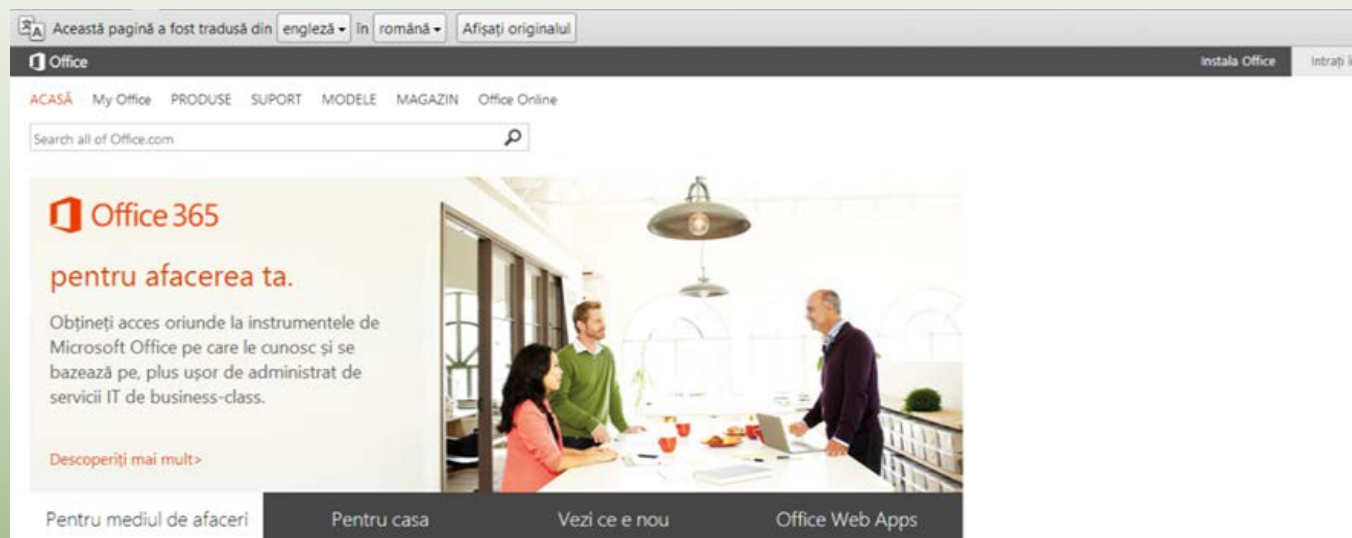 Această pagină a fost tradusă din engleză în română Afișați originalul
Office Instala Office Intrați
ACASĂ My Office PRODUSE SUPORT MODELE MAGAZIN Office Online
Search all of Office.com
Office 365
pentru afacerea ta.
Obțineți acces oriunde la instrumentele de
Microsoft Office pe care le cunosc și se
bazează pe, plus ușor de administrat de
servicii IT de business-class.
Descoperiți mai mult>
Pentru mediul de afaceri Pentru casa Vezi ce e nou Office Web Apps